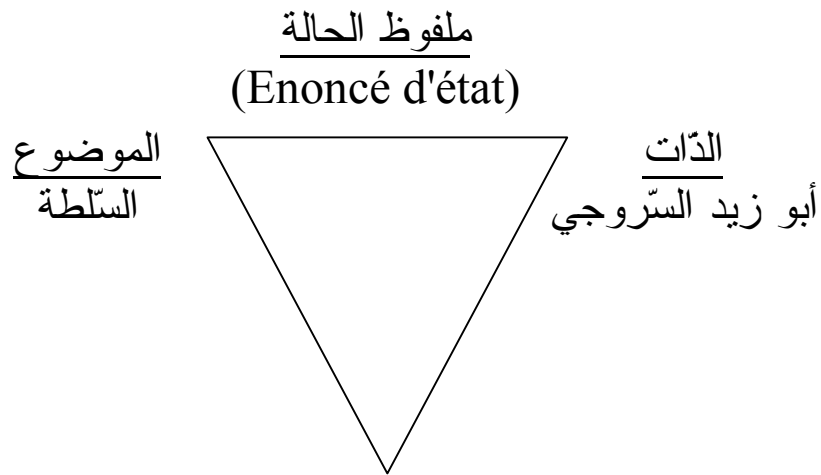 ملفوظ الحالة
(Enoncé d'état)
الذّات
أبو زيد السّروجي
الموضوع
السّلطة